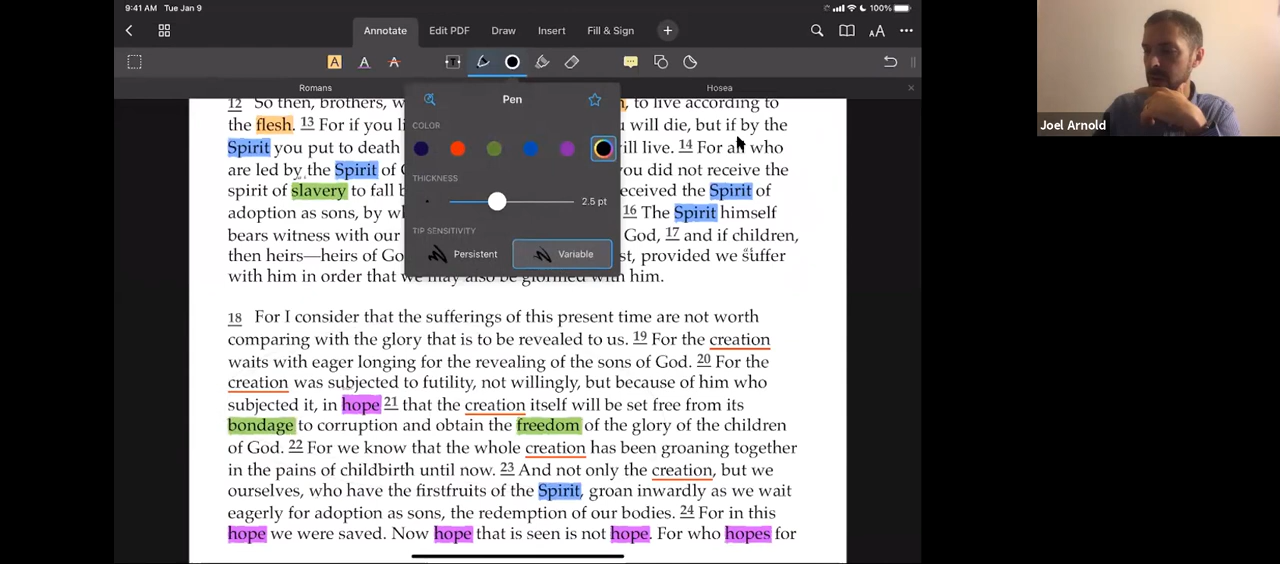 9:41 AM Tue Jan 9
100%
Annotate Edit PDF Draw Insert Fill & Sign
A A A T
Romans Hosea
Pen
COLOR
THICKNESS
2.5 pt
TIP SENSITIVITY
Persistent Variable
12 So then, brothers, w , to live according to
the flesh. 13 For if you li u will die, but if by the
Spirit you put to death ill live. 14 For all who
are led by the Spirit of you did not receive the
spirit of slavery to fall b eceived the Spirit of
adoption as sons, by wh 16 The Spirit himself
bears witness with our God, 17 and if children,
then heirs—heirs of Go st, provided we suffer
with him in order that we may also be glorified with him.
18 For I consider that the sufferings of this present time are not worth
comparing with the glory that is to be revealed to us. 19 For the creation
waits with eager longing for the revealing of the sons of God. 20 For the
creation was subjected to futility, not willingly, but because of him who
subjected it, in hope 21 that the creation itself will be set free from its
bondage to corruption and obtain the freedom of the glory of the children
of God. 22 For we know that the whole creation has been groaning together
in the pains of childbirth until now. 23 And not only the creation, but we
ourselves, who have the firstfruits of the Spirit, groan inwardly as we wait
eagerly for adoption as sons, the redemption of our bodies. 24 For in this
hope we were saved. Now hope that is seen is not hope. For who hopes for
Joel Arnold